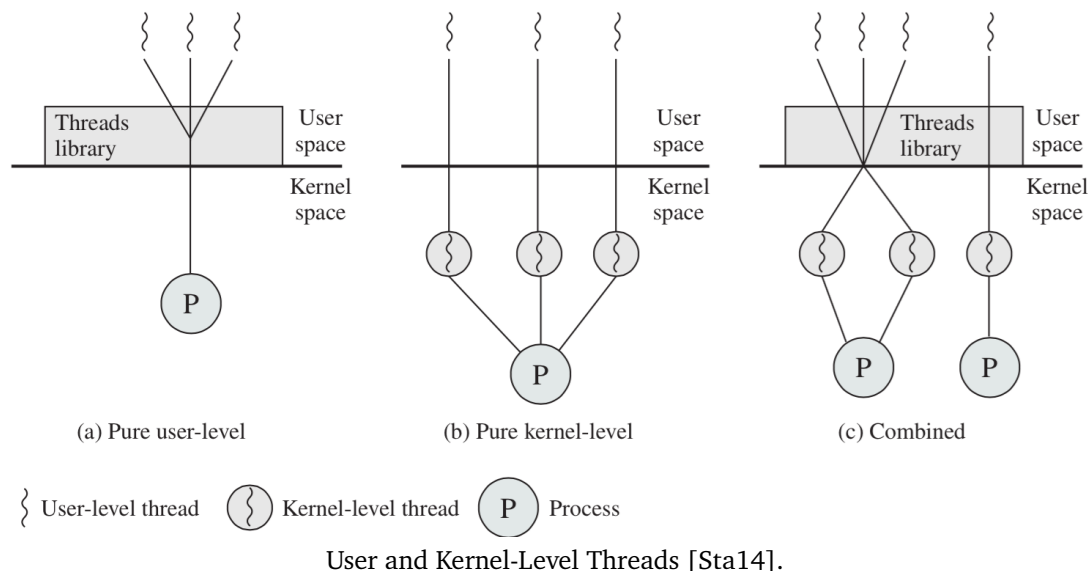 Threads
library
User
space
Kernel
space
P
(a) Pure user-level
User
space
Kernel
space
P
(b) Pure kernel-level
Threads
library
User
space
Kernel
space
P
P
(c) Combined
User-level thread
Kernel-level thread
P
Process
User and Kernel-Level Threads [Sta14].